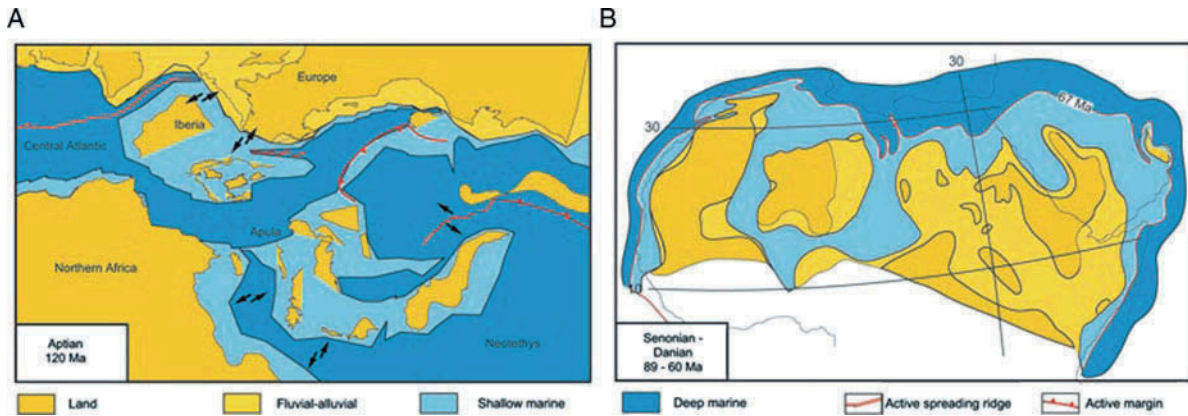 A
Europe
Iberia
Central Atlantic
Apula
Northern Africa
Neotethys
Aptian
120 Ma
B
30
67 Ma
30
10
Senonian -
Danian
89 - 60 Ma
Land
Fluvial-alluvial
Shallow marine
Deep marine
Active spreading ridge
Active margin